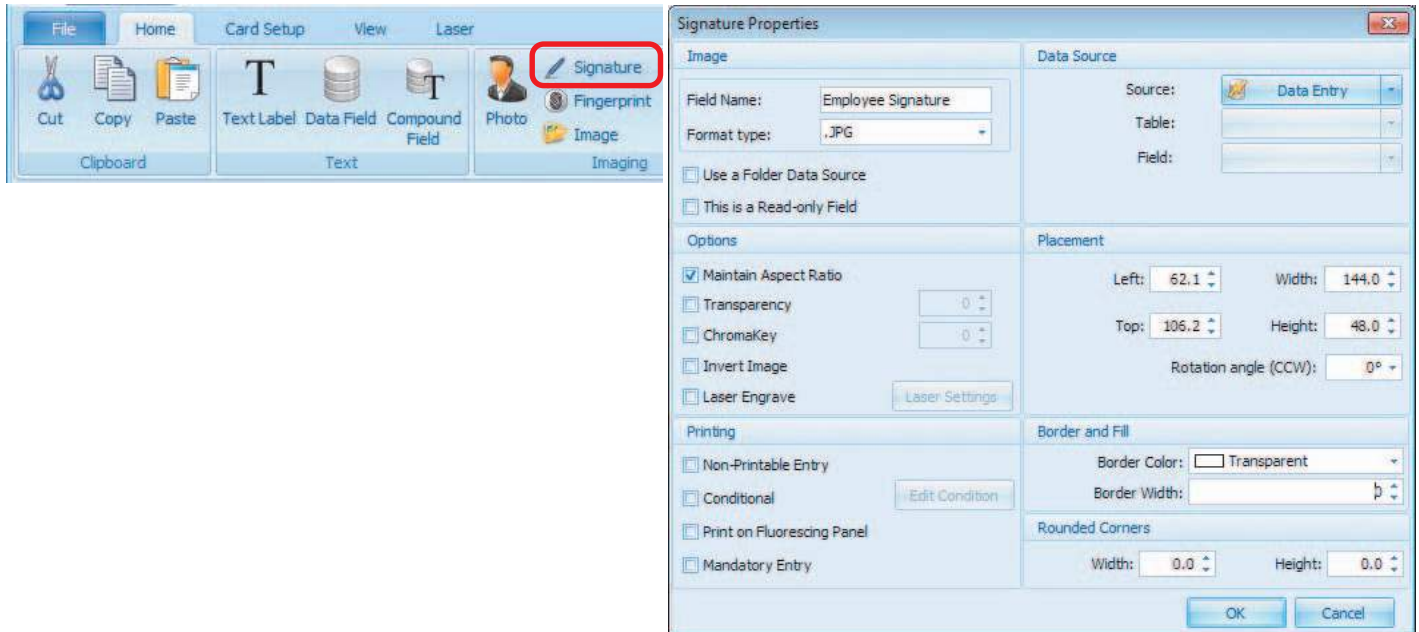 File Home Card Setup View Laser
Signature
Fingerprint
Image
Cut Copy Paste Text Label Data Field Compound Field Photo
Clipboard Text Imaging
Signature Properties
Image
Field Name: Employee Signature
Format type: .JPG
Use a Folder Data Source
This is a Read-only Field
Data Source
Source: Data Entry
Table:
Field:
Options
Maintain Aspect Ratio
Transparency 0
ChromaKey 0
Invert Image
Laser Engrave Laser Settings
Placement
Left: 62.1 Width: 144.0
Top: 106.2 Height: 48.0
Rotation angle (CCW): 0°
Printing
Non-Printable Entry
Conditional Edit Condition
Print on Fluorescing Panel
Mandatory Entry
Border and Fill
Border Color: Transparent
Border Width:
Rounded Corners
Width: 0.0 Height: 0.0
OK Cancel